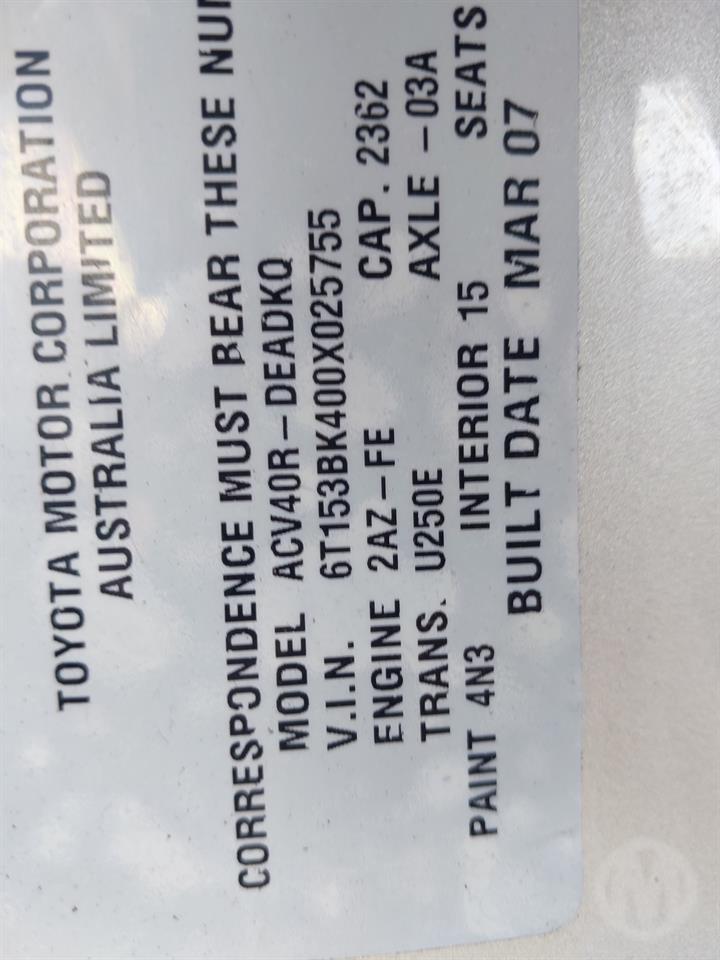 TOYOTA MOTOR CORPORATION
AUSTRALIA LIMITED
CORRESPONDENCE MUST BEAR THESE
MODEL ACV40R-DEADKQ
V.I.N. 6T153BK400X025755
ENGINE 2AZ-FE CAP. 2362
TRANS. U250E AXLE -03A
PAINT 4N3 INTERIOR 15 SEATS
BUILT DATE MAR 07